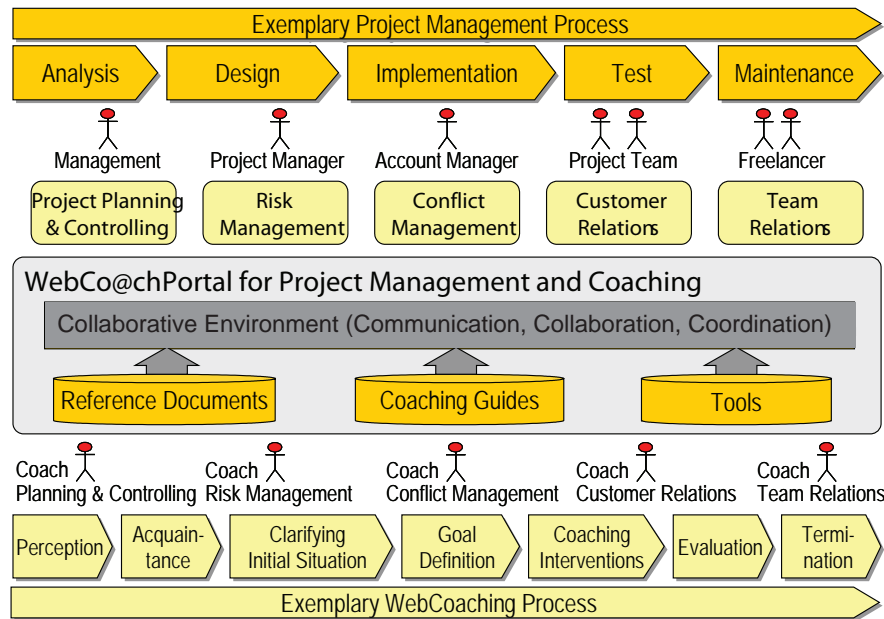 Exemplary Project Management Process
Analysis
Design
Implementation
Test
Maintenance
Management
Project Manager
Account Manager
Project Team
Freelancer
Project Planning
& Controlling
Risk
Management
Conflict
Management
Customer
Relations
Team
Relations
WebCo@chPortal for Project Management and Coaching
Collaborative Environment (Communication, Collaboration, Coordination)
Reference Documents
Coaching Guides
Tools
Coach
Planning & Controlling
Coach
Risk Management
Coach
Conflict Management
Coach
Customer Relations
Coach
Team Relations
Perception
Acquain-
tance
Clarifying
Initial Situation
Goal
Definition
Coaching
Interventions
Evaluation
Termi-
nation
Exemplary WebCoaching Process